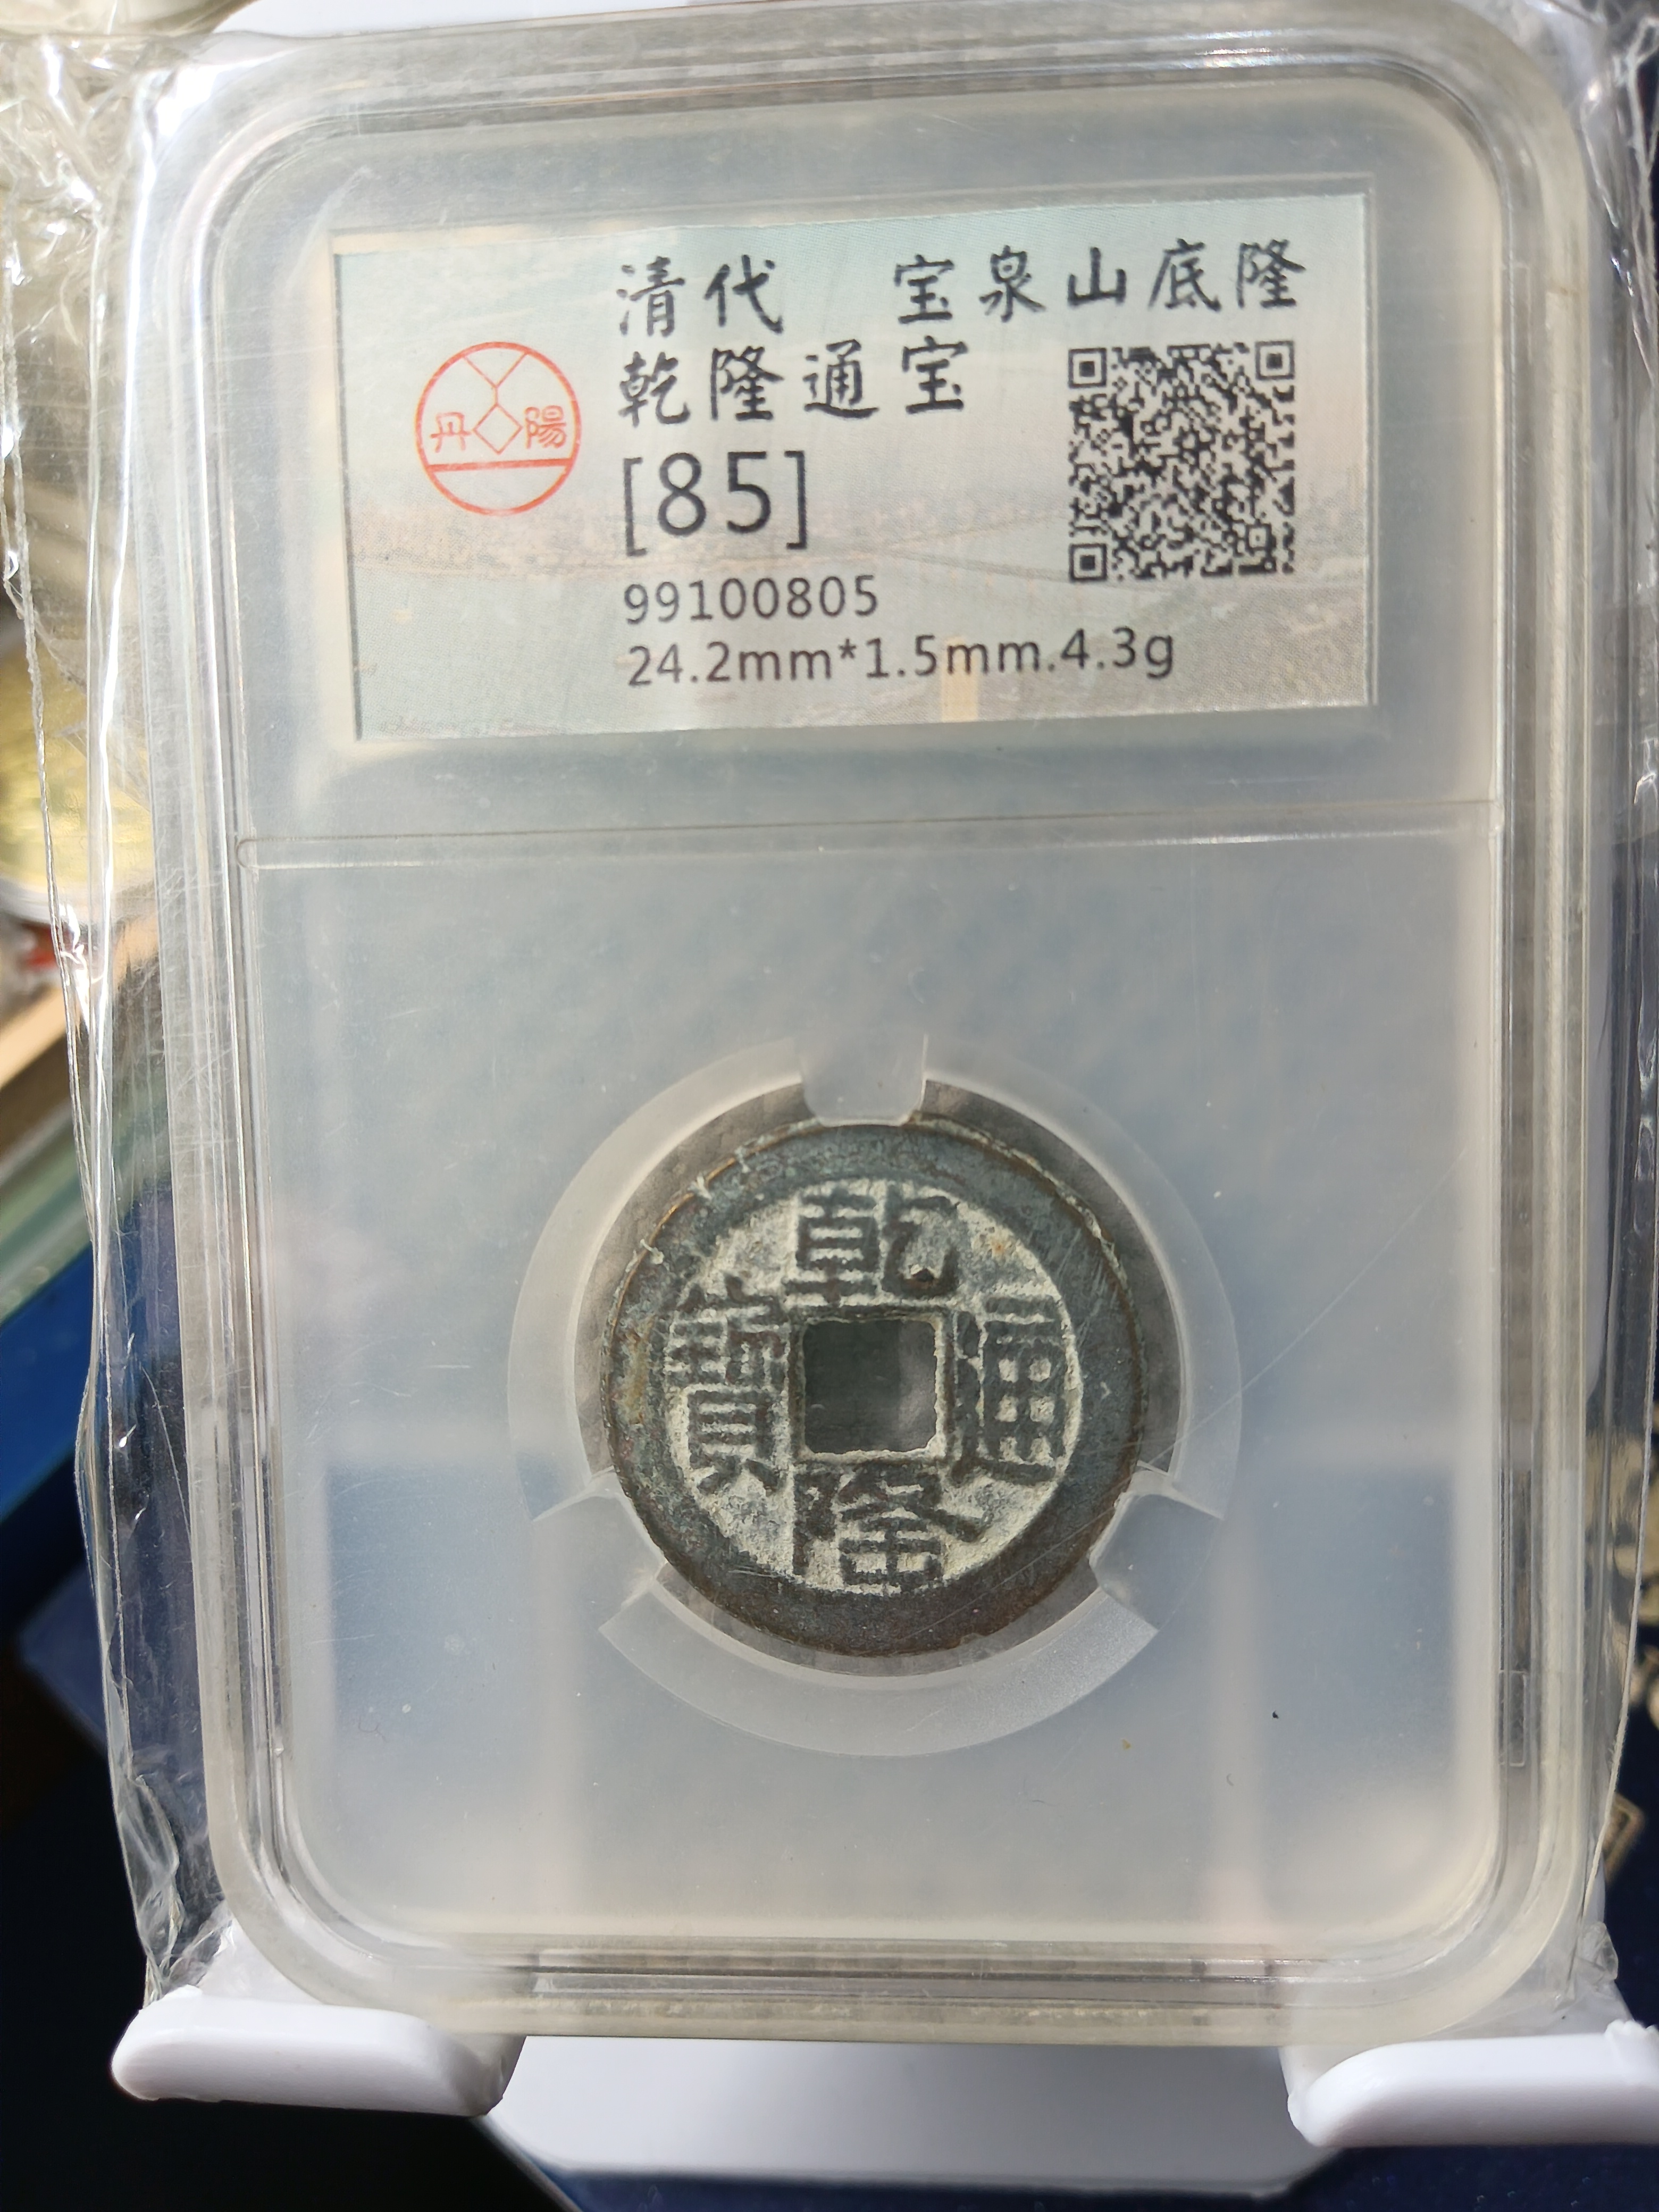 清代 宝泉山底隆
乾隆通宝
[85]
99100805
24.2mm*1.5mm.4.3g
丹陽
乾隆通寳